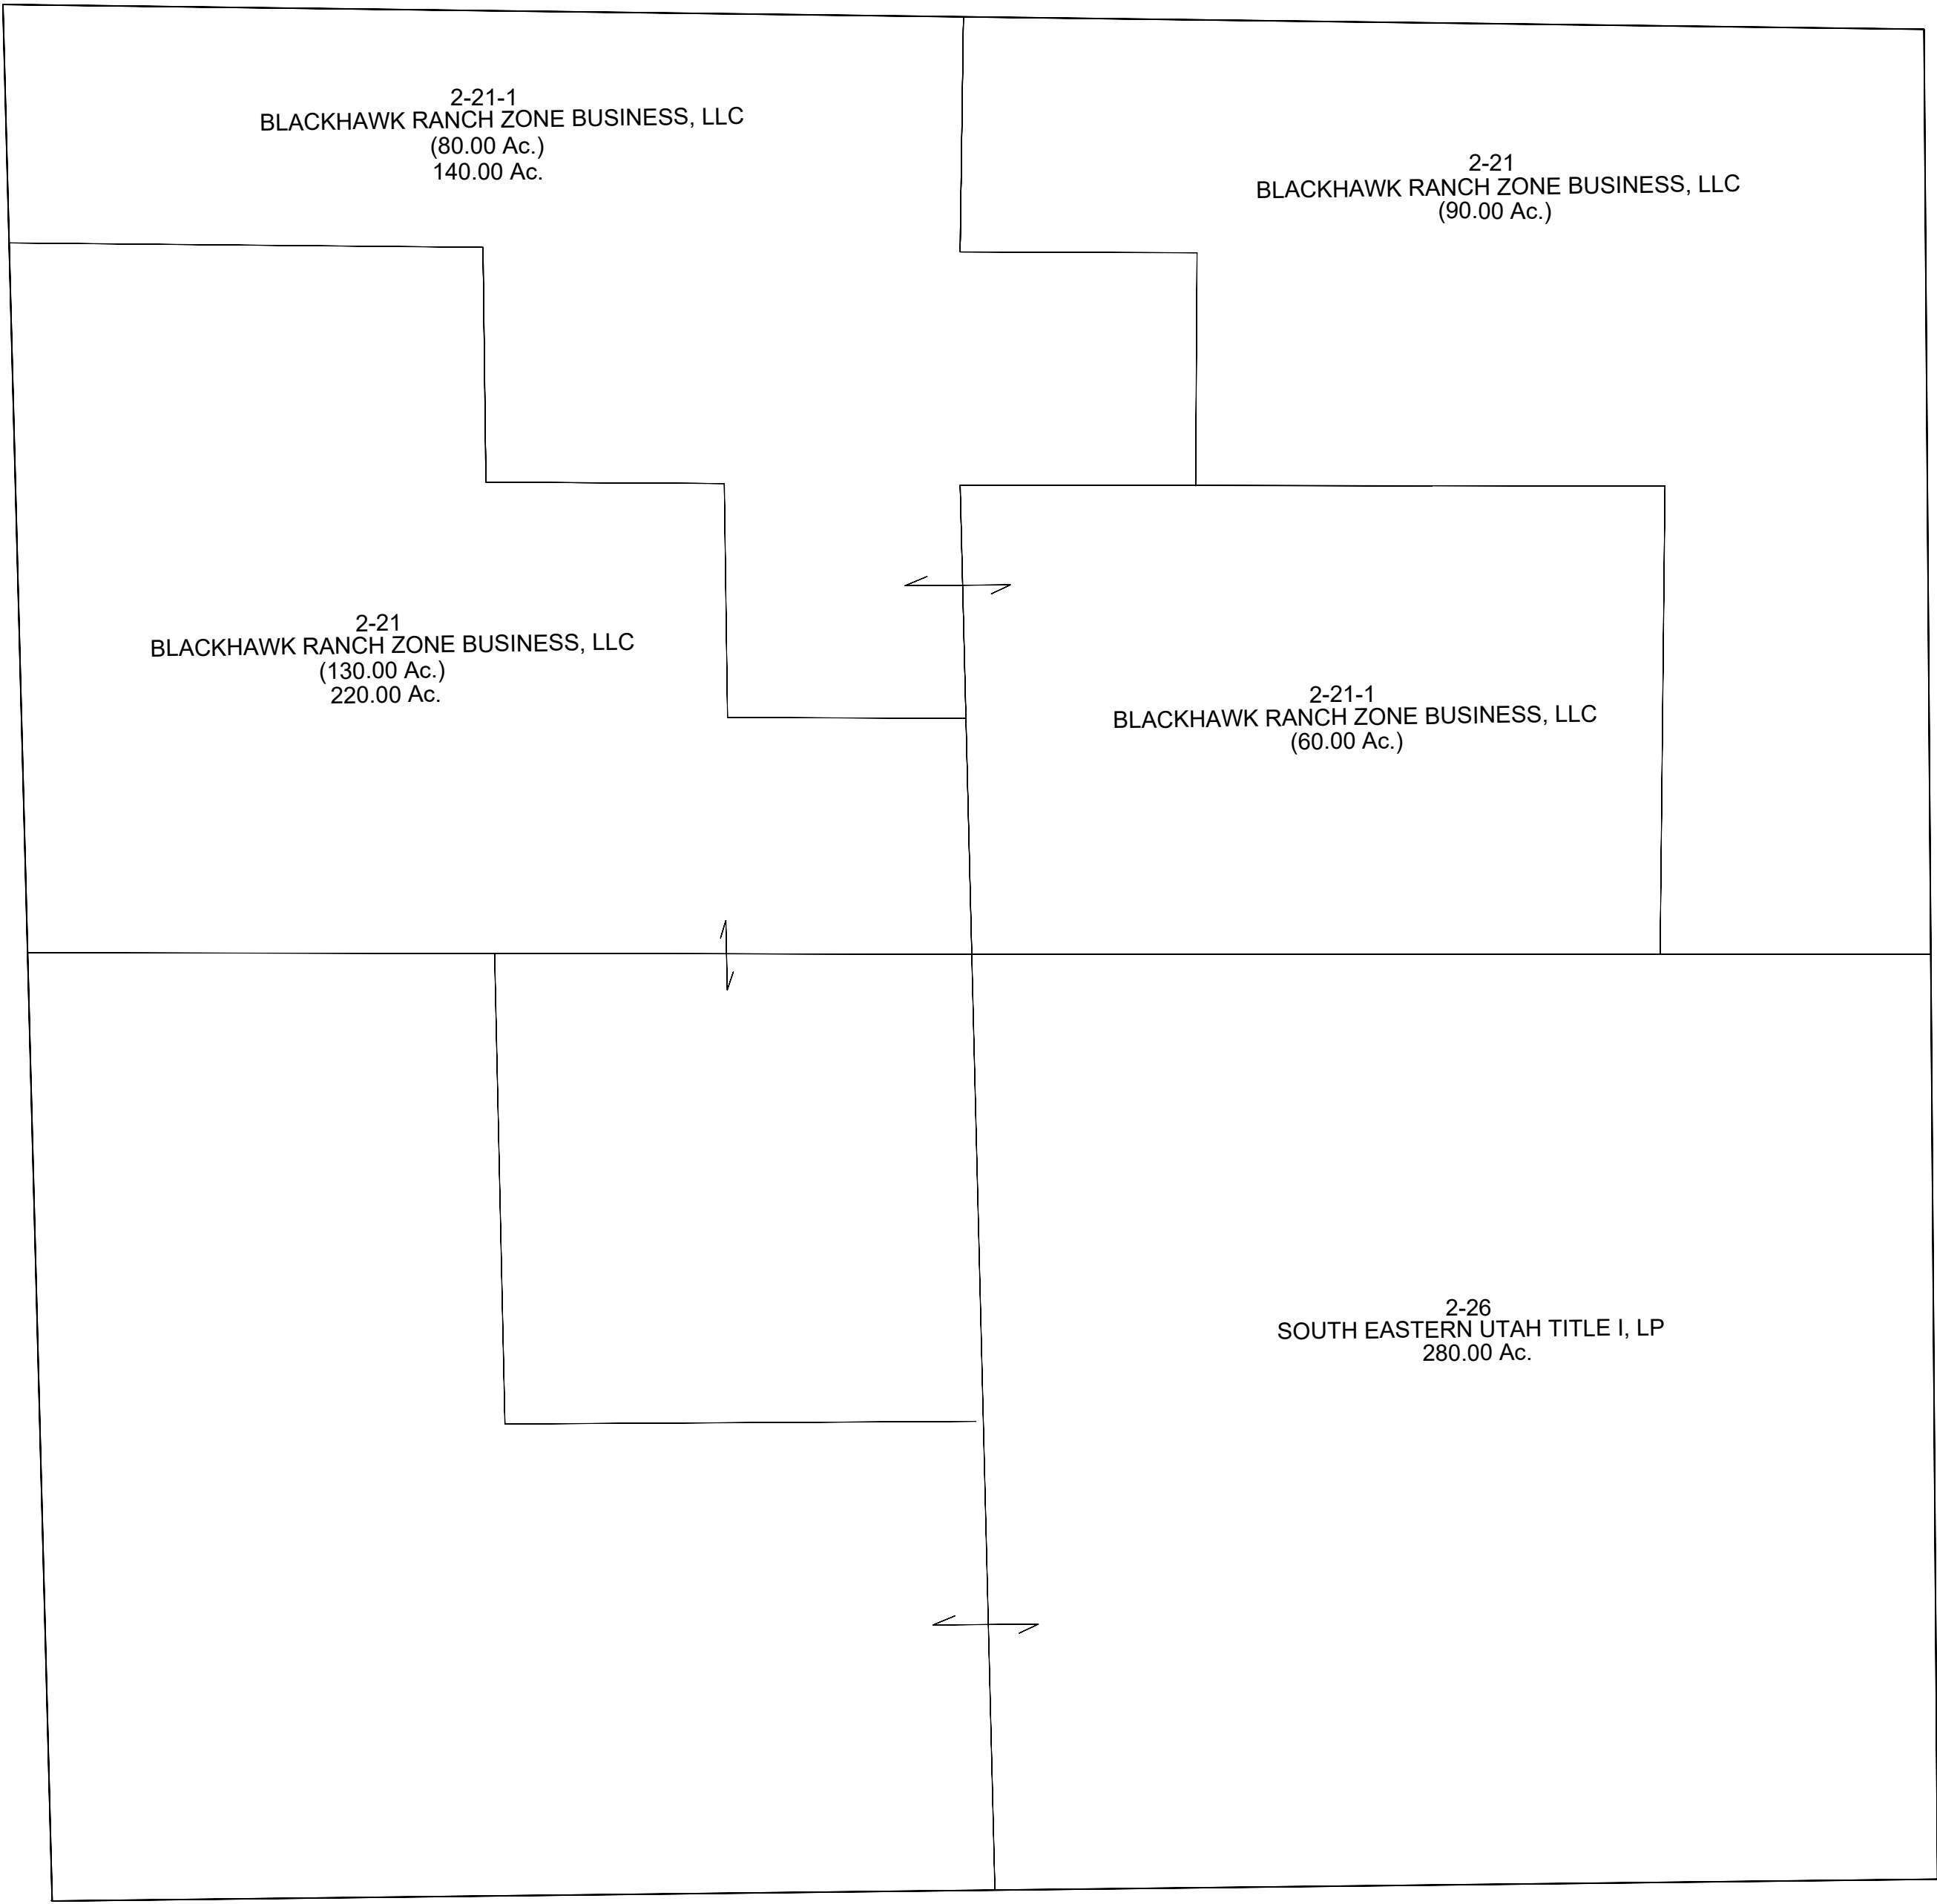 2-21-1
BLACKHAWK RANCH ZONE BUSINESS, LLC
(80.00 Ac.)
140.00 Ac.
2-21
BLACKHAWK RANCH ZONE BUSINESS, LLC
(90.00 Ac.)
2-21
BLACKHAWK RANCH ZONE BUSINESS, LLC
(130.00 Ac.)
220.00 Ac.
2-21-1
BLACKHAWK RANCH ZONE BUSINESS, LLC
(60.00 Ac.)
2-26
SOUTH EASTERN UTAH TITLE I, LP
280.00 Ac.